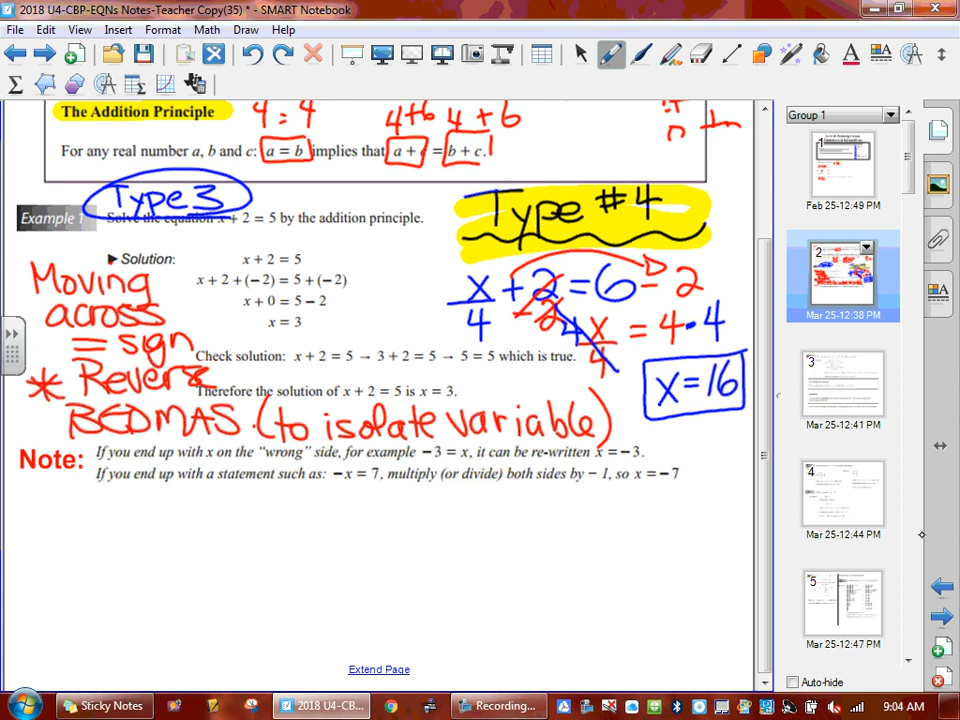 2018 U4-CBP-EQNs Notes-Teacher Copy(35) * - SMART Notebook
File Edit View Insert Format Math Draw Help
The Addition Principle
4 = 4
4+6 4+6
For any real number a, b and c: a = b implies that a + c = b + c.
Type 3
Type #4
Example 1
Solve the equation x + 2 = 5 by the addition principle.
▶ Solution:
x + 2 = 5
x + 2 + (−2) = 5 + (−2)
x + 0 = 5 − 2
x = 3
Moving
across
= sign
* Reverse
BEDMAS. (to isolate variable)
x/4 + 2 = 6 − 2
− 2
4 x/4 = 4 • 4
x = 16
Check solution: x + 2 = 5 → 3 + 2 = 5 → 5 = 5 which is true.
Therefore the solution of x + 2 = 5 is x = 3.
Note:
If you end up with x on the “wrong” side, for example −3 = x, it can be re-written x = −3.
If you end up with a statement such as: −x = 7, multiply (or divide) both sides by − 1, so x = − 7
Extend Page
Group 1
1
Feb 25-12:49 PM
2
Mar 25-12:38 PM
3
Mar 25-12:41 PM
4
Mar 25-12:44 PM
5
Mar 25-12:47 PM
Auto-hide
Sticky Notes
2018 U4-CB...
Recording...
9:04 AM